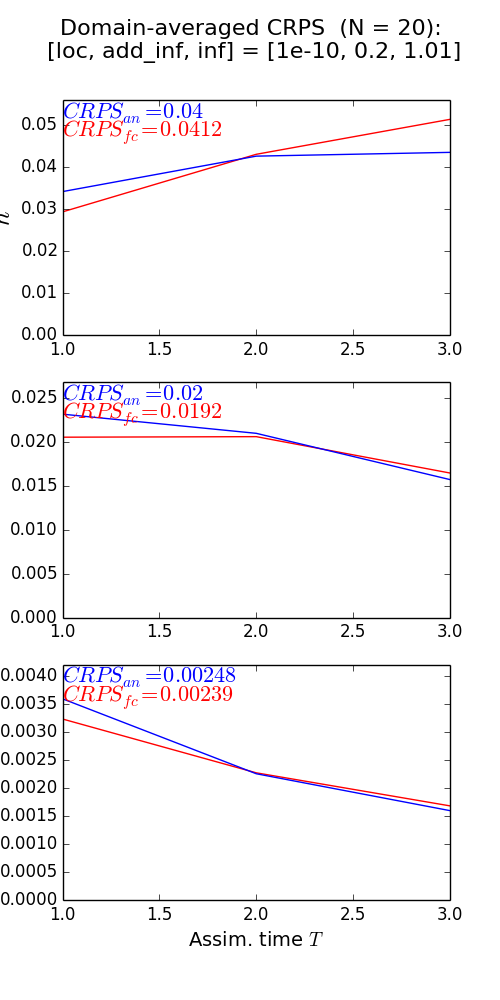 Domain-averaged CRPS (N = 20):
[loc, add_inf, inf] = [1e-10, 0.2, 1.01]
CRPS_an=0.04
CRPS_fc=0.0412
0.05
0.04
0.03
0.02
0.01
0.00
h
1.0 1.5 2.0 2.5 3.0
CRPS_an=0.02
CRPS_fc=0.0192
0.025
0.020
0.015
0.010
0.005
0.000
1.0 1.5 2.0 2.5 3.0
CRPS_an=0.00248
CRPS_fc=0.00239
0.0040
0.0035
0.0030
0.0025
0.0020
0.0015
0.0010
0.0005
0.0000
1.0 1.5 2.0 2.5 3.0
Assim. time T